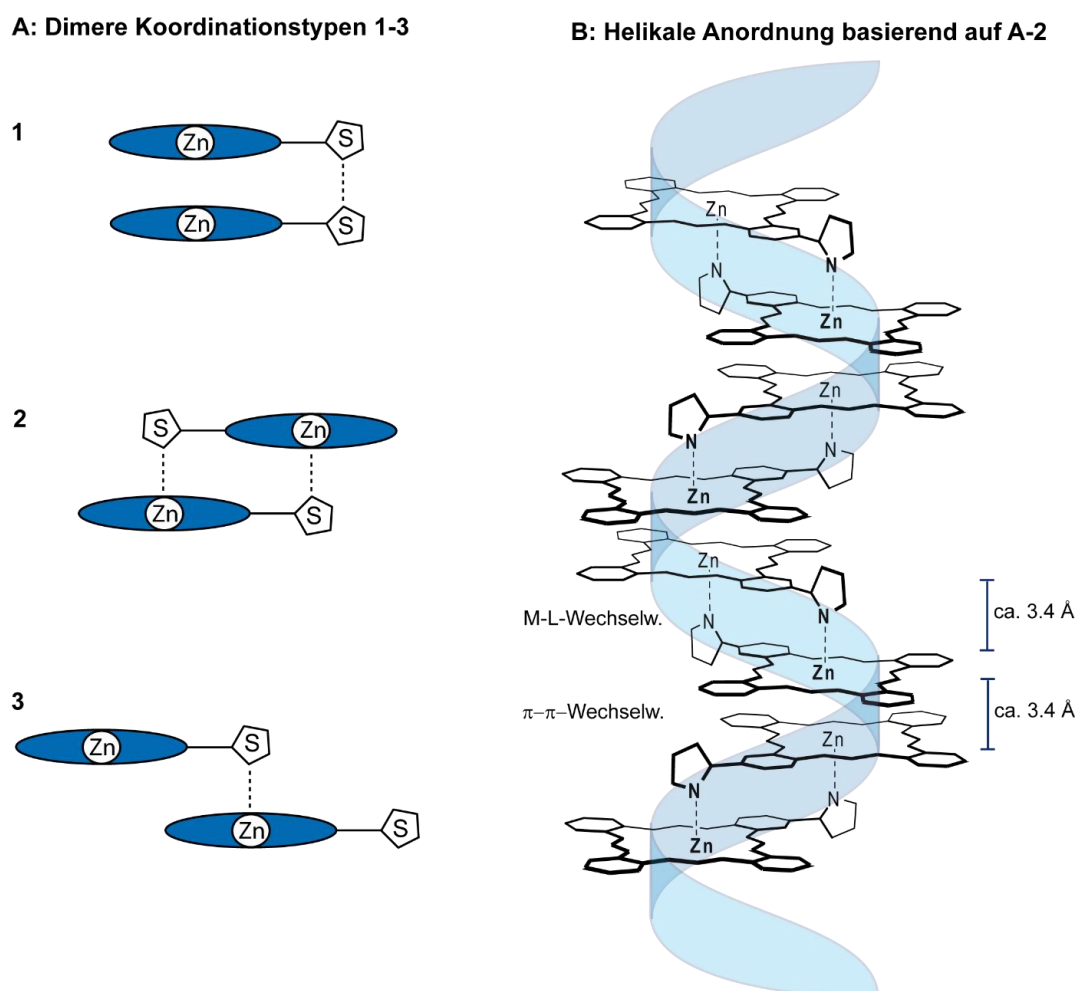 A: Dimere Koordinationstypen 1-3
1
Zn
S
Zn
S
2
S
Zn
Zn
S
3
Zn
S
Zn
S
B: Helikale Anordnung basierend auf A-2
Zn
N
N
Zn
Zn
N
N
Zn
Zn
N
M-L-Wechselw.
N
Zn
ca. 3.4 Å
π–π–Wechselw.
ca. 3.4 Å
Zn
N
N
Zn